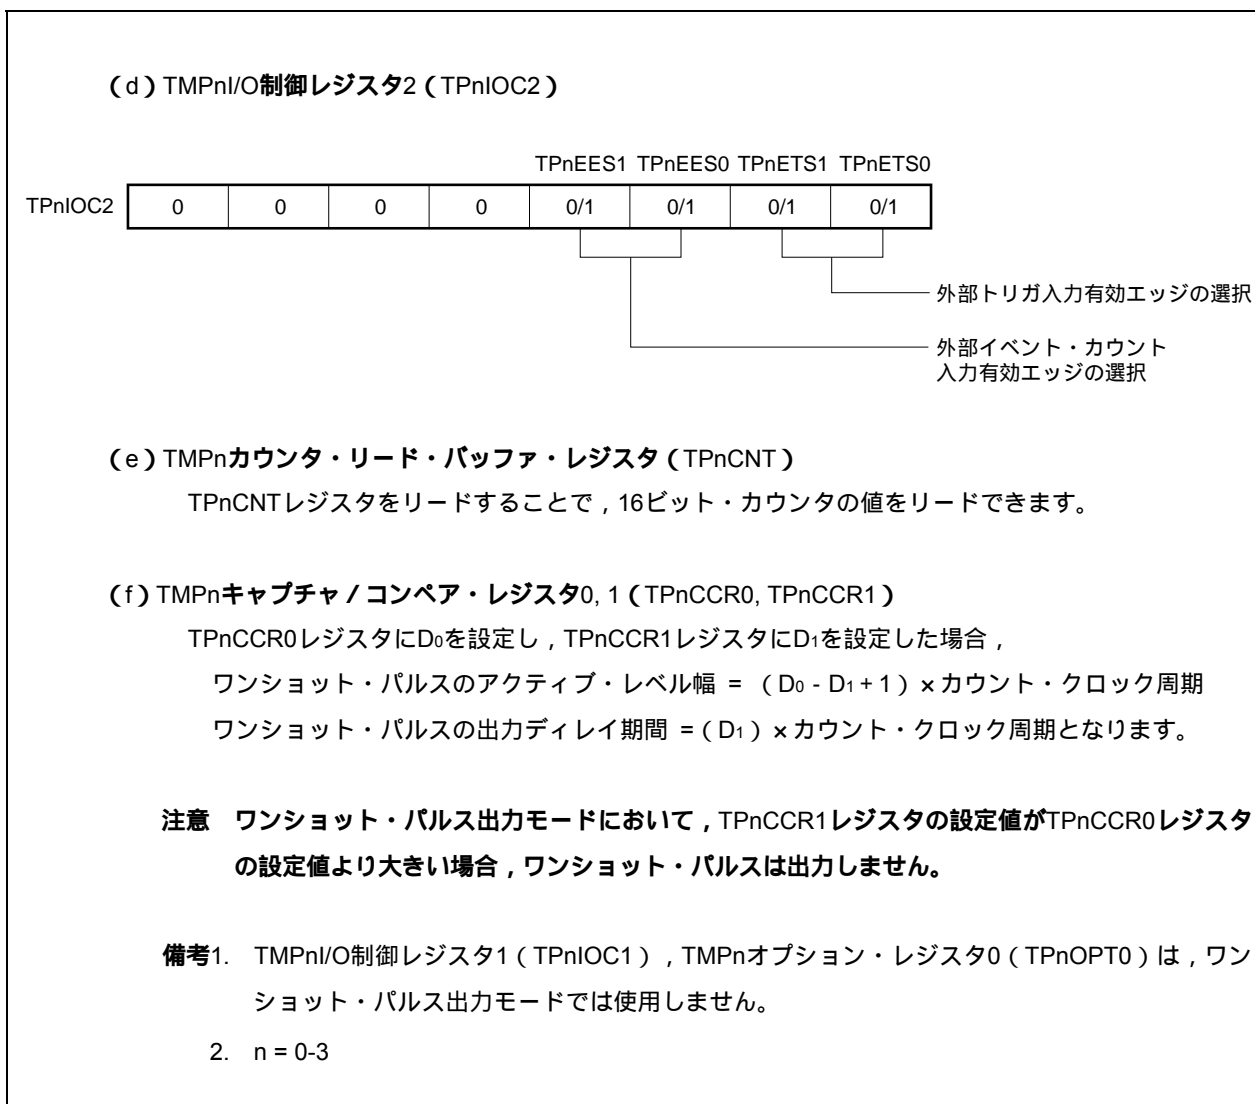 （d）TMPnI/O制御レジスタ2（TPnIOC2）
TPnEES1 TPnEES0 TPnETS1 TPnETS0
TPnIOC2 0 0 0 0 0/1 0/1 0/1 0/1
外部トリガ入力有効エッジの選択
外部イベント・カウント
入力有効エッジの選択
（e）TMPnカウンタ・リード・バッファ・レジスタ（TPnCNT）
TPnCNTレジスタをリードすることで，16ビット・カウンタの値をリードできます。
（f）TMPnキャプチャ／コンペア・レジスタ0, 1（TPnCCR0, TPnCCR1）
TPnCCR0レジスタにD0を設定し，TPnCCR1レジスタにD1を設定した場合，
ワンショット・パルスのアクティブ・レベル幅 = （D0 - D1 + 1）×カウント・クロック周期
ワンショット・パルスの出力ディレイ期間 =（D1）×カウント・クロック周期となります。
注意 ワンショット・パルス出力モードにおいて，TPnCCR1レジスタの設定値がTPnCCR0レジスタ
の設定値より大きい場合，ワンショット・パルスは出力しません。
備考1. TMPnI/O制御レジスタ1（TPnIOC1），TMPnオプション・レジスタ0（TPnOPT0）は，ワン
ショット・パルス出力モードでは使用しません。
2. n = 0-3